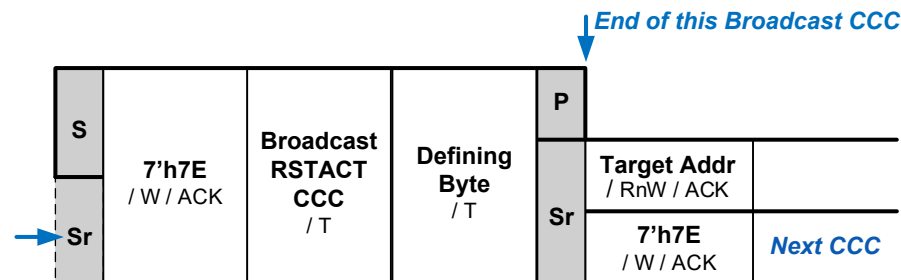 End of this Broadcast CCC
S
Sr
7’h7E
/ W / ACK
Broadcast
RSTACT
CCC
/ T
Defining
Byte
/ T
P
Sr
Target Addr
/ RnW / ACK
7’h7E
/ W / ACK
Next CCC